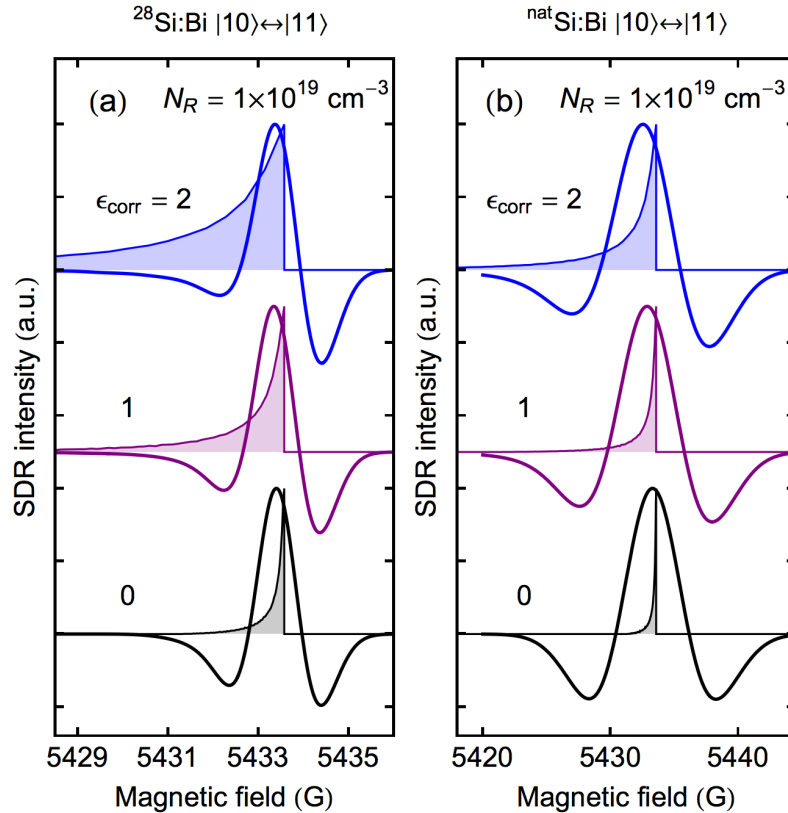 ²⁸Si:Bi |10⟩↔|11⟩
(a) N_R = 1×10¹⁹ cm⁻³
ϵ_corr = 2
1
0
SDR intensity (a.u.)
5429 5431 5433 5435
Magnetic field (G)
ⁿᵃᵗSi:Bi |10⟩↔|11⟩
(b) N_R = 1×10¹⁹ cm⁻³
ϵ_corr = 2
1
0
SDR intensity (a.u.)
5420 5430 5440
Magnetic field (G)